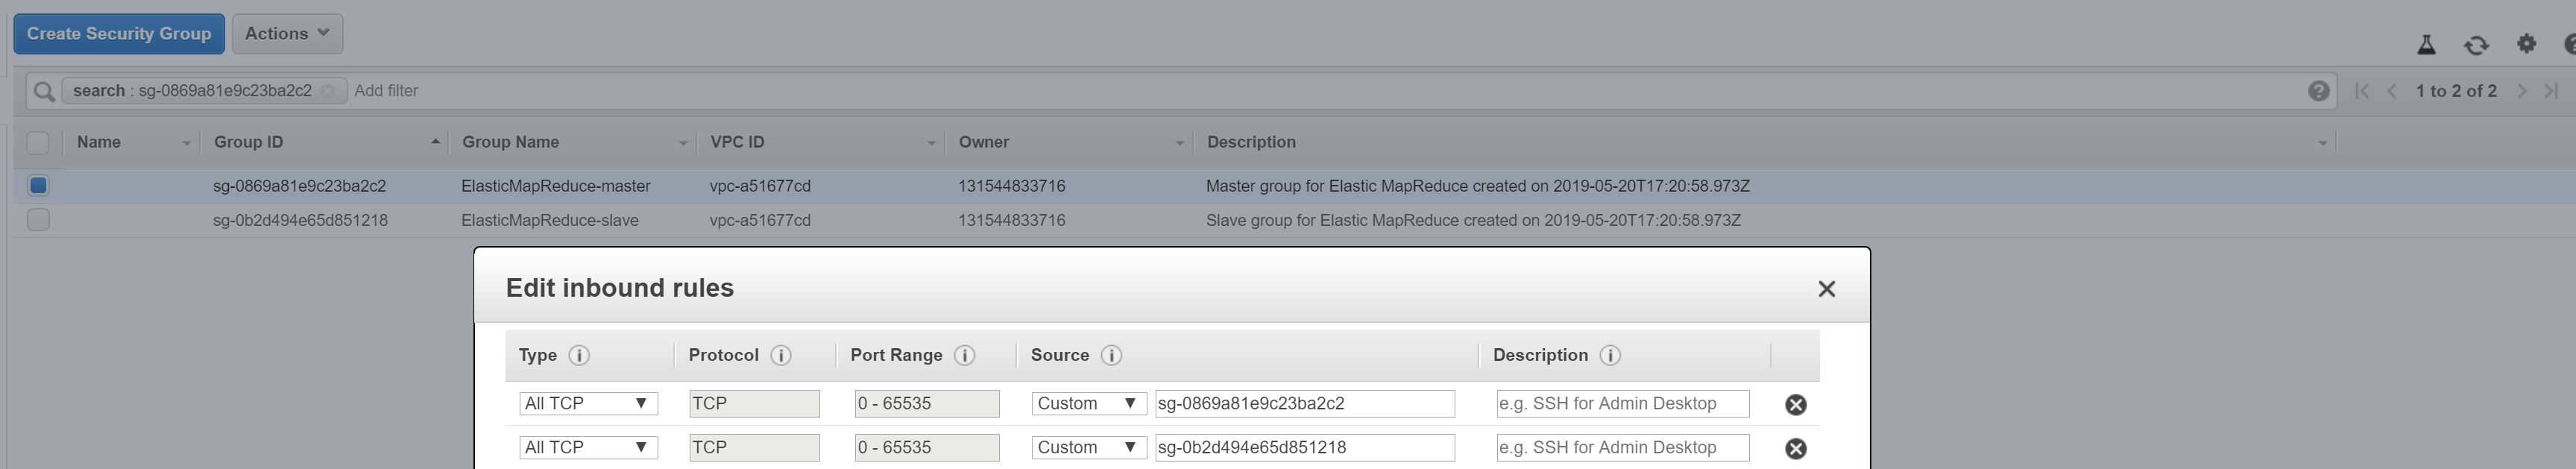 Create Security Group Actions
search : sg-0869a81e9c23ba2c2 Add filter 1 to 2 of 2
Name Group ID Group Name VPC ID Owner Description
sg-0869a81e9c23ba2c2 ElasticMapReduce-master vpc-a51677cd 131544833716 Master group for Elastic MapReduce created on 2019-05-20T17:20:58.973Z
sg-0b2d494e65d851218 ElasticMapReduce-slave vpc-a51677cd 131544833716 Slave group for Elastic MapReduce created on 2019-05-20T17:20:58.973Z
Edit inbound rules
Type Protocol Port Range Source Description
All TCP TCP 0 - 65535 Custom sg-0869a81e9c23ba2c2 e.g. SSH for Admin Desktop
All TCP TCP 0 - 65535 Custom sg-0b2d494e65d851218 e.g. SSH for Admin Desktop